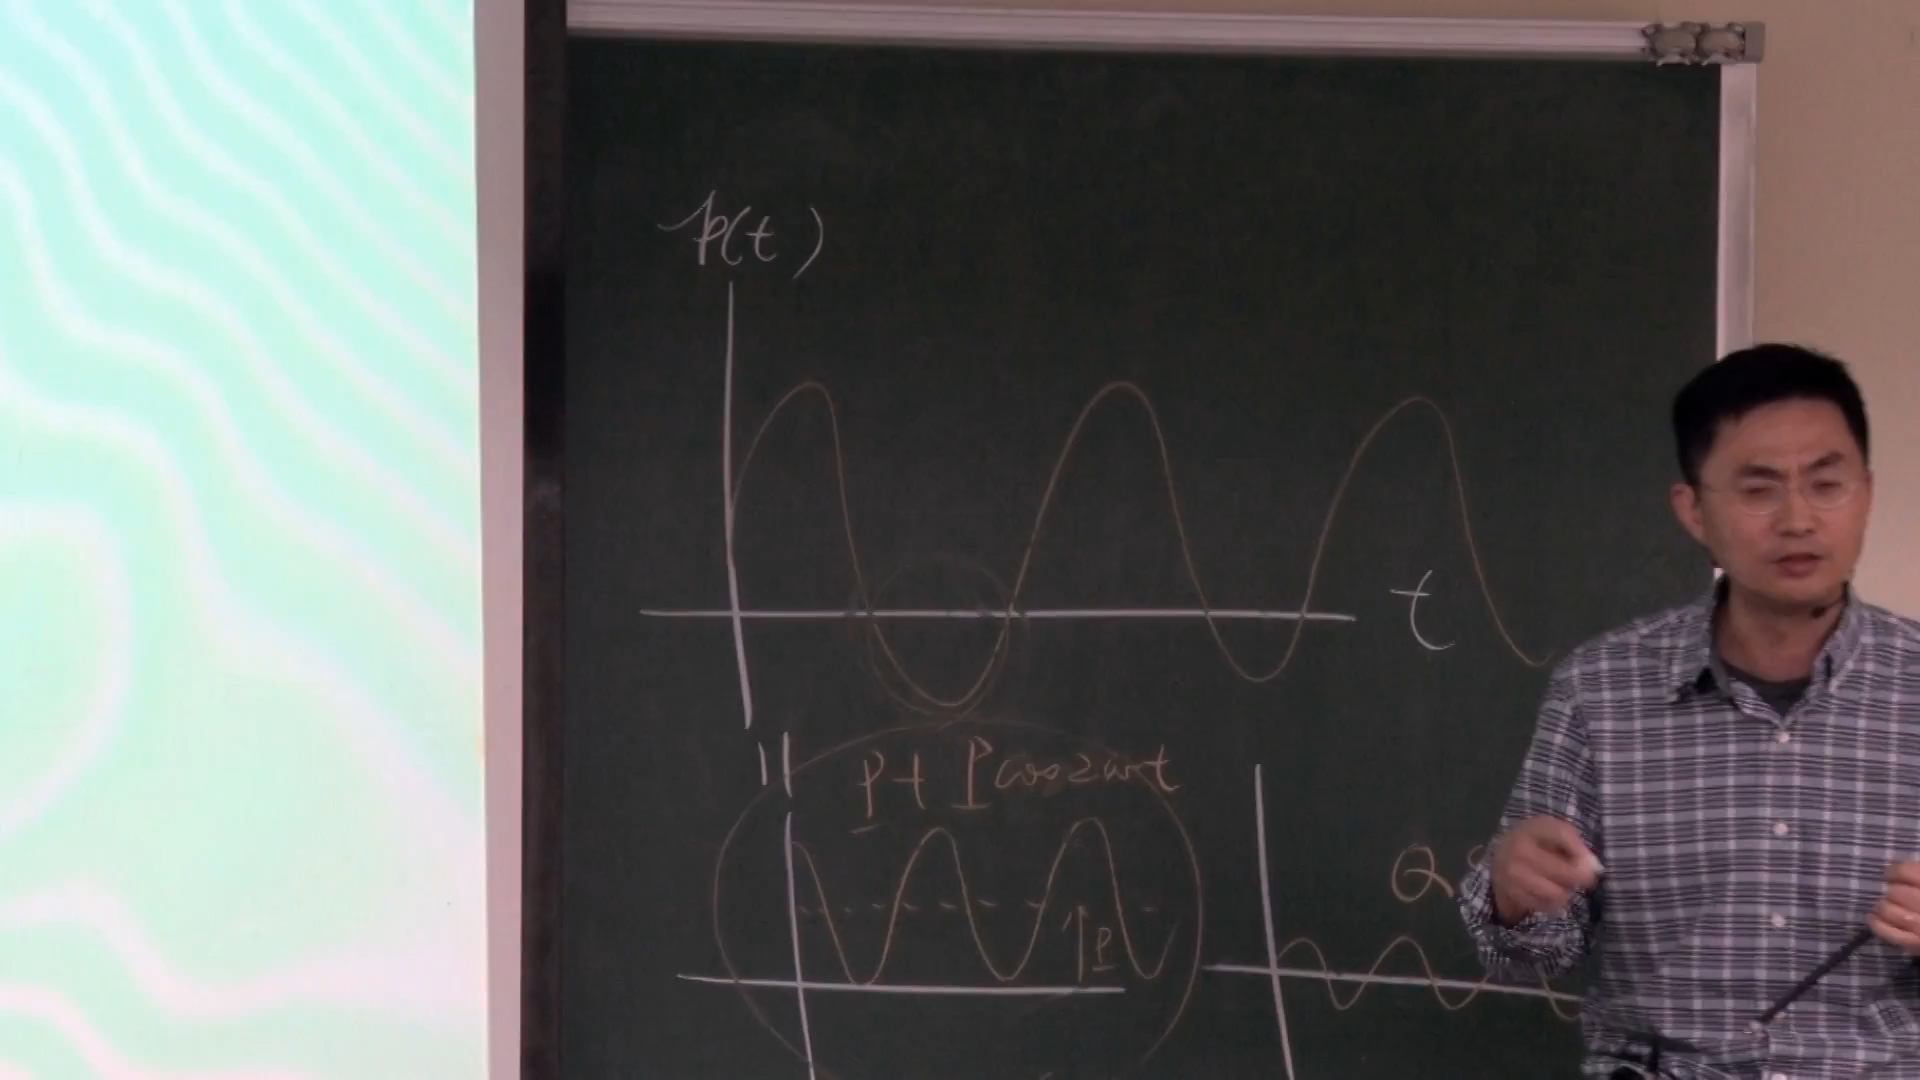 p(t)
t
P + P cos2ωt
Q
P